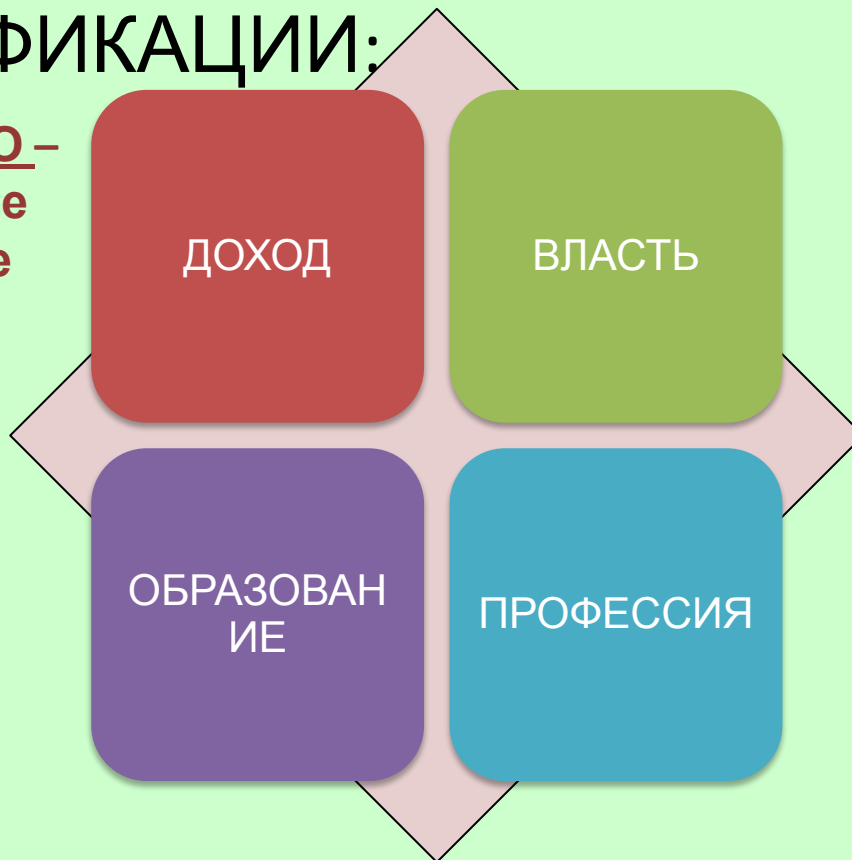 ФИКАЦИИ:
О –
е
е
ДОХОД
ВЛАСТЬ
ОБРАЗОВАН
ИЕ
ПРОФЕССИЯ